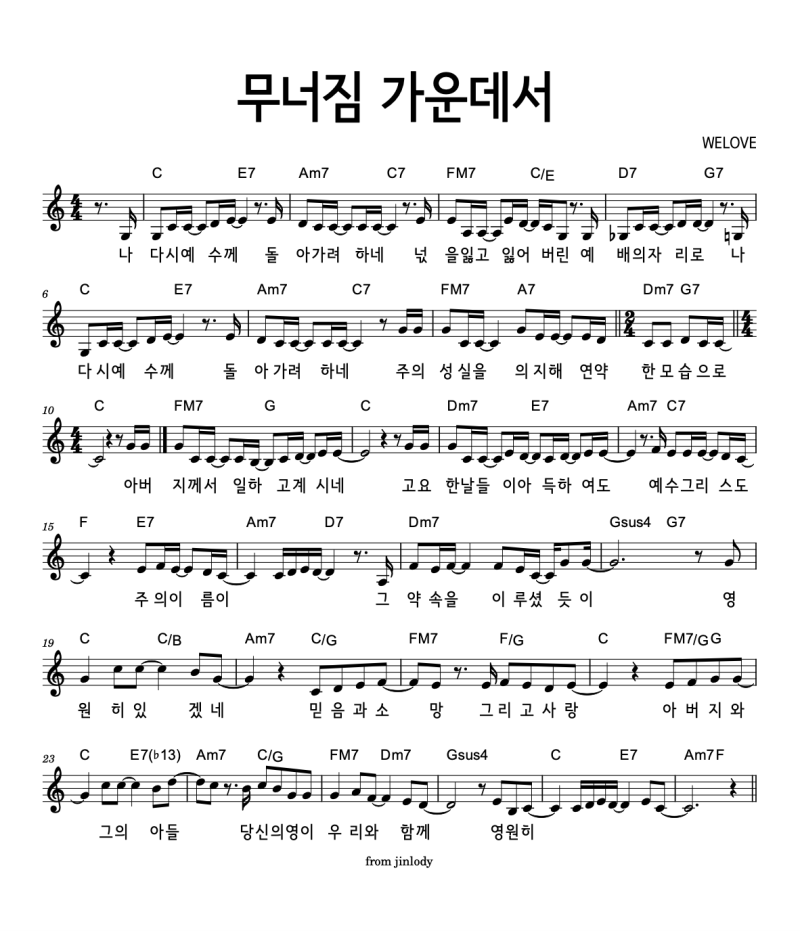 무너짐 가운데서
WELOVE
C E7 Am7 C7 FM7 C/E D7 G7
4 4
나 다시예 수께 돌 아가려 하네 넋 을잃고 잃어 버린 예 배의자 리로 나
6 C E7 Am7 C7 FM7 A7 Dm7 G7
2 4 4 4
다시예 수께 돌 아가려 하네 주의 성실을 의지해 연약 한모습으로
10 C FM7 G C Dm7 E7 Am7 C7
4 4
아버 지께서 일하 고계 시네 고요 한날들 이아 득하 여도 예수그리 스도
15 F E7 Am7 D7 Dm7 Gsus4 G7
주의이 름이 그 약속을 이루셨 듯이 영
19 C C/B Am7 C/G FM7 F/G C FM7/G G
원 히있 겠네 믿음과소 망 그리고사랑 아버지와
23 C E7(♭13) Am7 C/G FM7 Dm7 Gsus4 C E7 Am7 F
그의 아들 당신의영이 우리와 함께 영원히
from jinlody